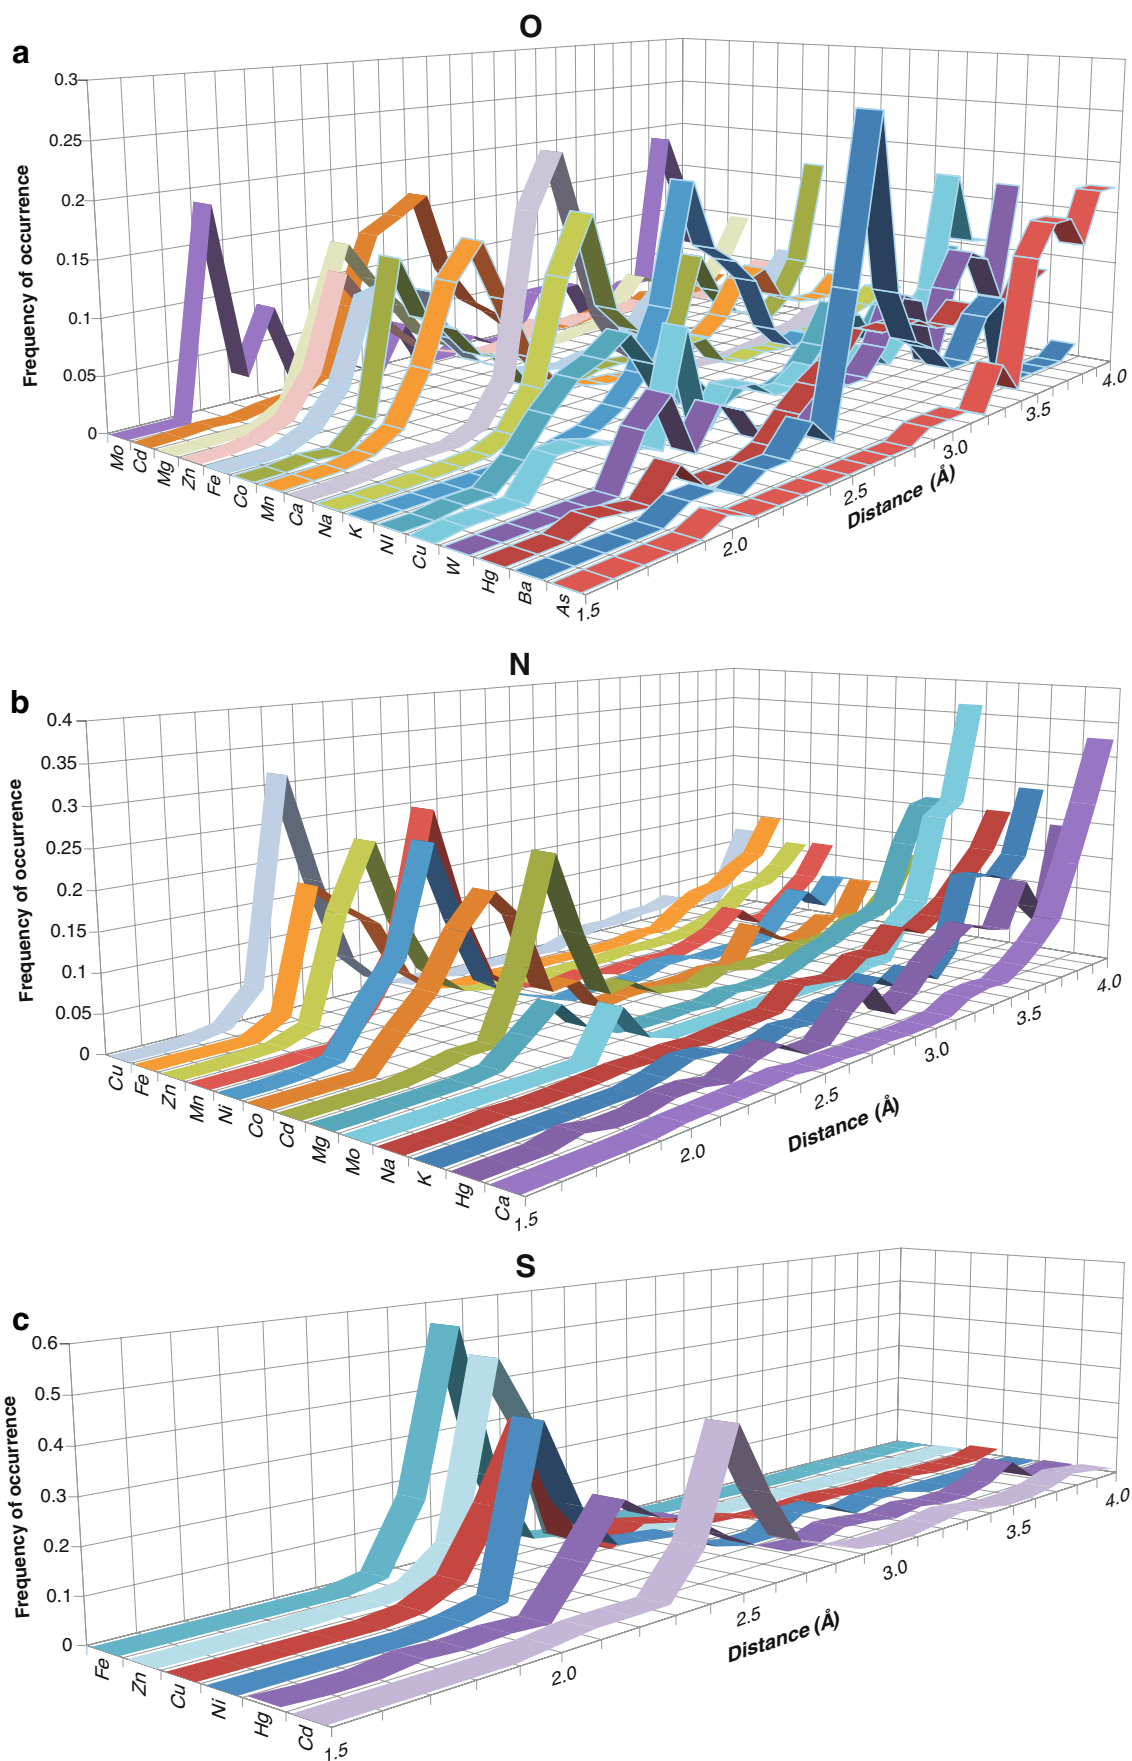 O
a
0.3
0.25
0.2
0.15
0.1
0.05
0
Frequency of occurrence
Mo
Cd
Mg
Zn
Fe
Co
Mn
Ca
Na
K
NI
Cu
W
Hg
Ba
As
1.5
2.0
2.5
3.0
3.5
4.0
Distance (Å)
N
b
0.4
0.35
0.3
0.25
0.2
0.15
0.1
0.05
0
Frequency of occurrence
Cu
Fe
Zn
Mn
Ni
Co
Cd
Mg
Mo
Na
K
Hg
Ca
1.5
2.0
2.5
3.0
3.5
4.0
Distance (Å)
S
c
0.6
0.5
0.4
0.3
0.2
0.1
0
Frequency of occurrence
Fe
Zn
Cu
Ni
Hg
Cd
1.5
2.0
2.5
3.0
3.5
4.0
Distance (Å)